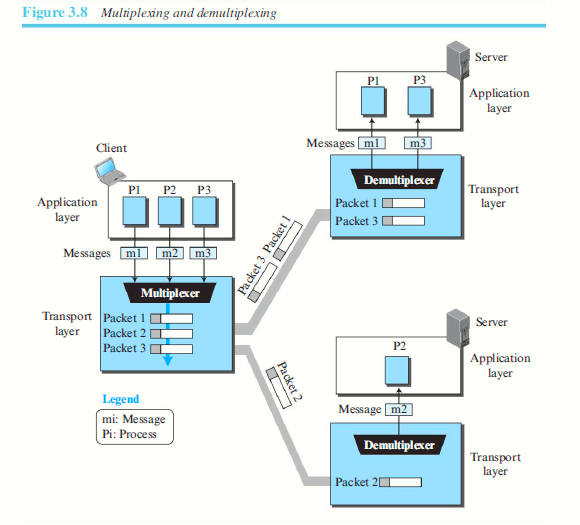 Figure 3.8 Multiplexing and demultiplexing
Server
P1 P3
Application
layer
Messages m1 m3
Client
Demultiplexer
Transport
layer
Packet 1
Packet 3
P1 P2 P3
Application
layer
Messages m1 m2 m3
Packet 3 Packet 1
Multiplexer
Transport
layer
Packet 1
Packet 2
Packet 3
Packet 2
Server
P2
Application
layer
Message m2
Legend
mi: Message
Pi: Process
Demultiplexer
Transport
layer
Packet 2